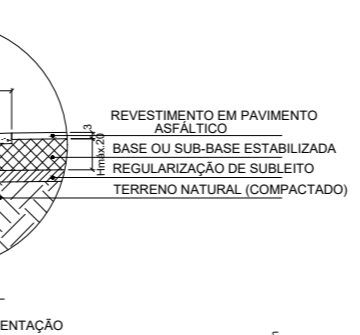 REVESTIMENTO EM PAVIMENTO
ASFÁLTICO
3
BASE OU SUB-BASE ESTABILIZADA
Hmax.20
REGULARIZAÇÃO DE SUBLEITO
TERRENO NATURAL (COMPACTADO)
ENTAÇÃO